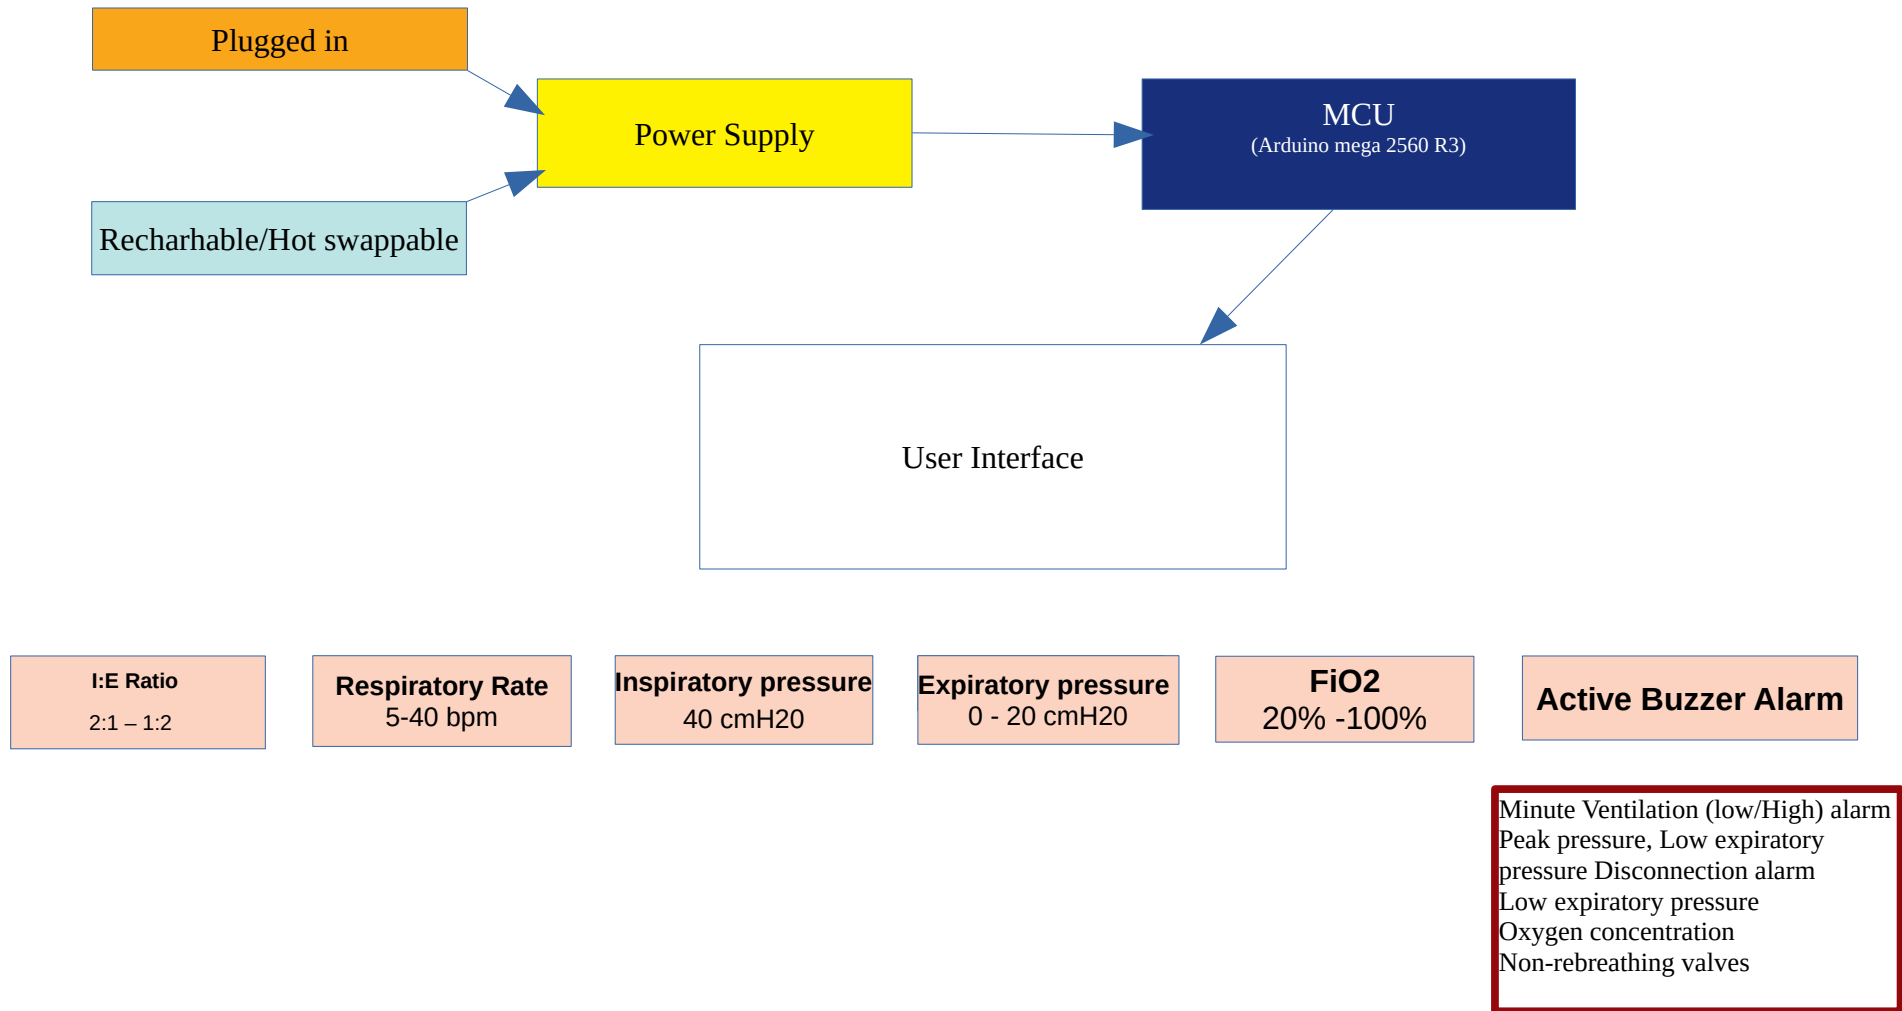 Plugged in
Power Supply
MCU
(Arduino mega 2560 R3)
Recharhable/Hot swappable
User Interface
I:E Ratio
2:1 – 1:2
Respiratory Rate
5-40 bpm
Inspiratory pressure
40 cmH20
Expiratory pressure
0 - 20 cmH20
FiO2
20% -100%
Active Buzzer Alarm
Minute Ventilation (low/High) alarm
Peak pressure, Low expiratory
pressure Disconnection alarm
Low expiratory pressure
Oxygen concentration
Non-rebreathing valves